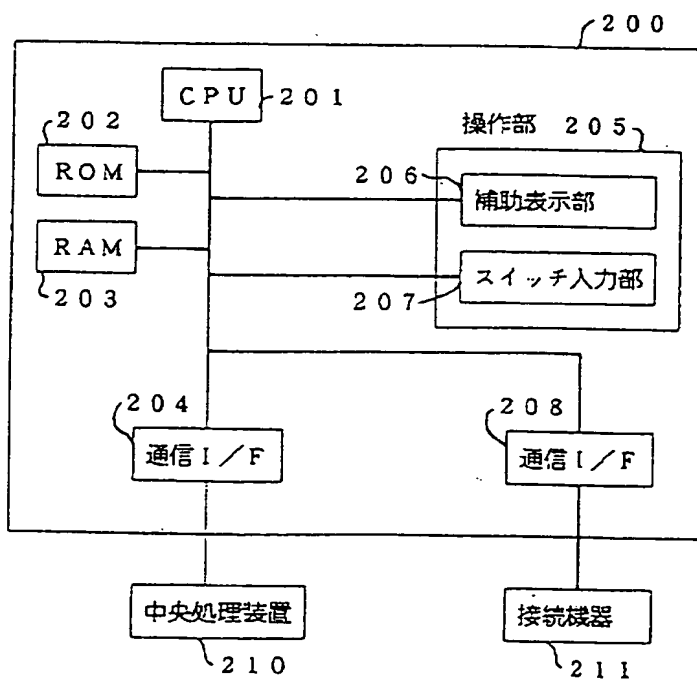 ２００
ＣＰＵ
２０１
２０２
ＲＯＭ
操作部 ２０５
２０６
補助表示部
ＲＡＭ
２０３
スイッチ入力部
２０７
２０４
通信Ｉ／Ｆ
２０８
通信Ｉ／Ｆ
中央処理装置
２１０
接続機器
２１１